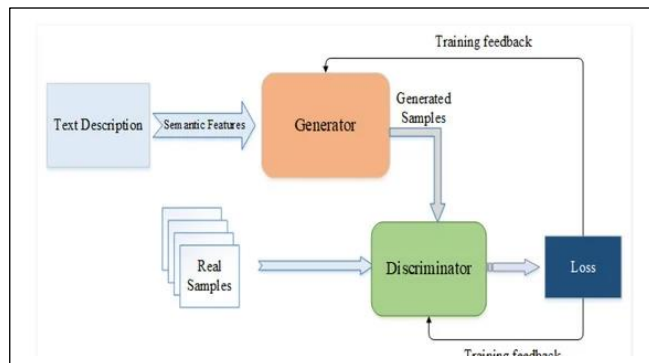 Training feedback
Text Description
Semantic Features
Generator
Generated
Samples
Real
Samples
Discriminator
Loss
Training feedback